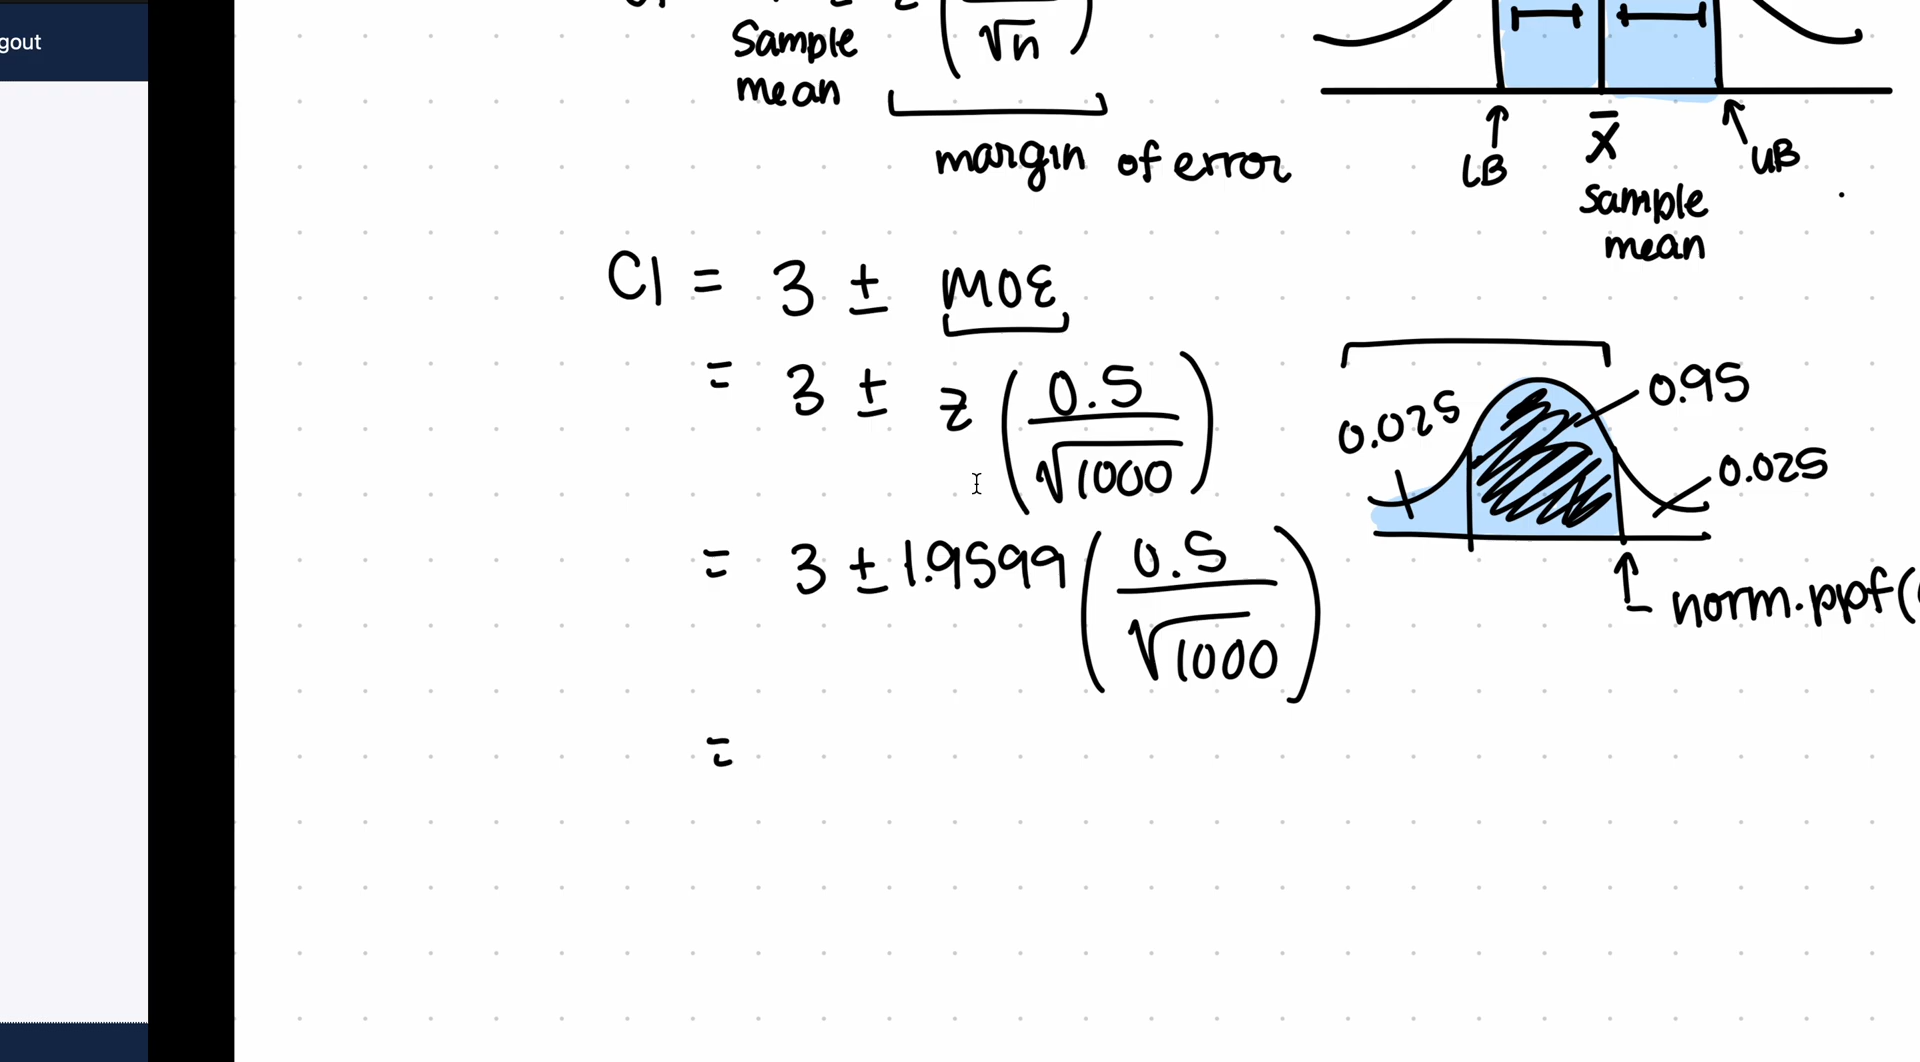 gout
Sample
mean
√n
margin of error
LB
x̄
UB
sample
mean
CI = 3 ± MOE
= 3 ± z (0.5 / √1000)
0.025
0.95
0.025
= 3 ± 1.9599 (0.5 / √1000)
norm.ppf(
=